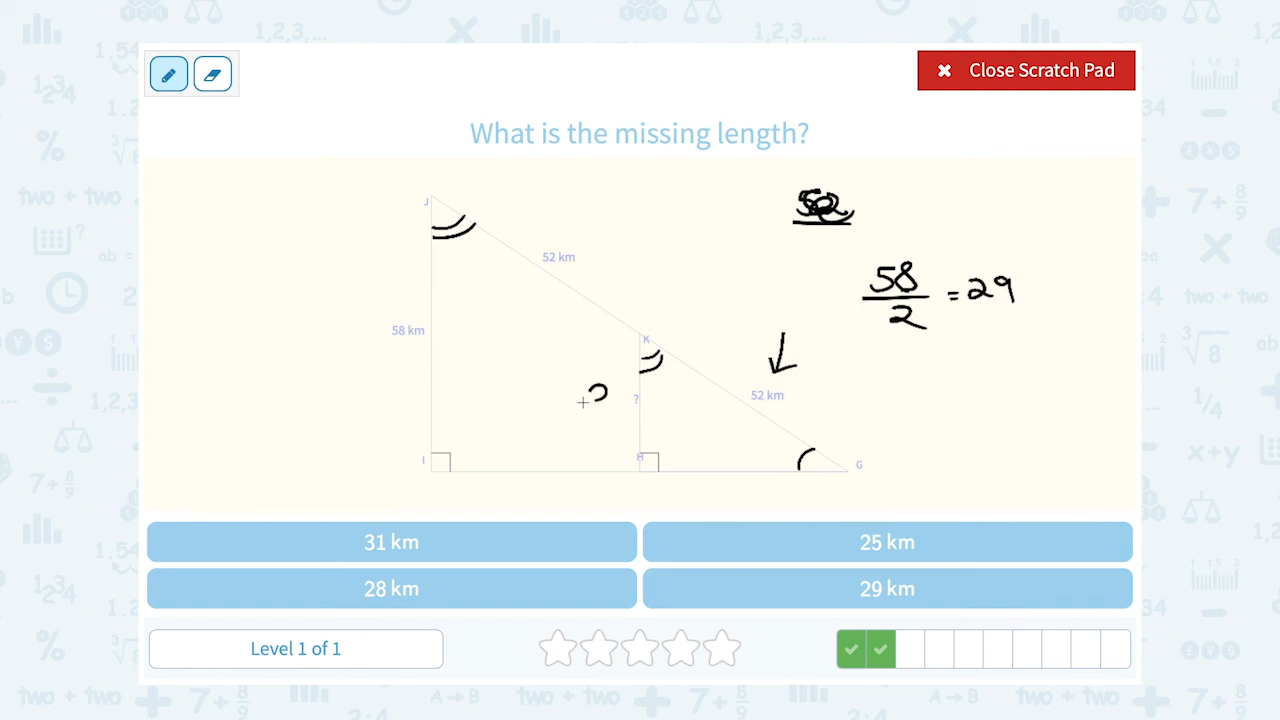 Close Scratch Pad
What is the missing length?
J
52 km
58
— = 29
2
58 km
K
?
52 km
I
H
G
31 km
25 km
28 km
29 km
Level 1 of 1